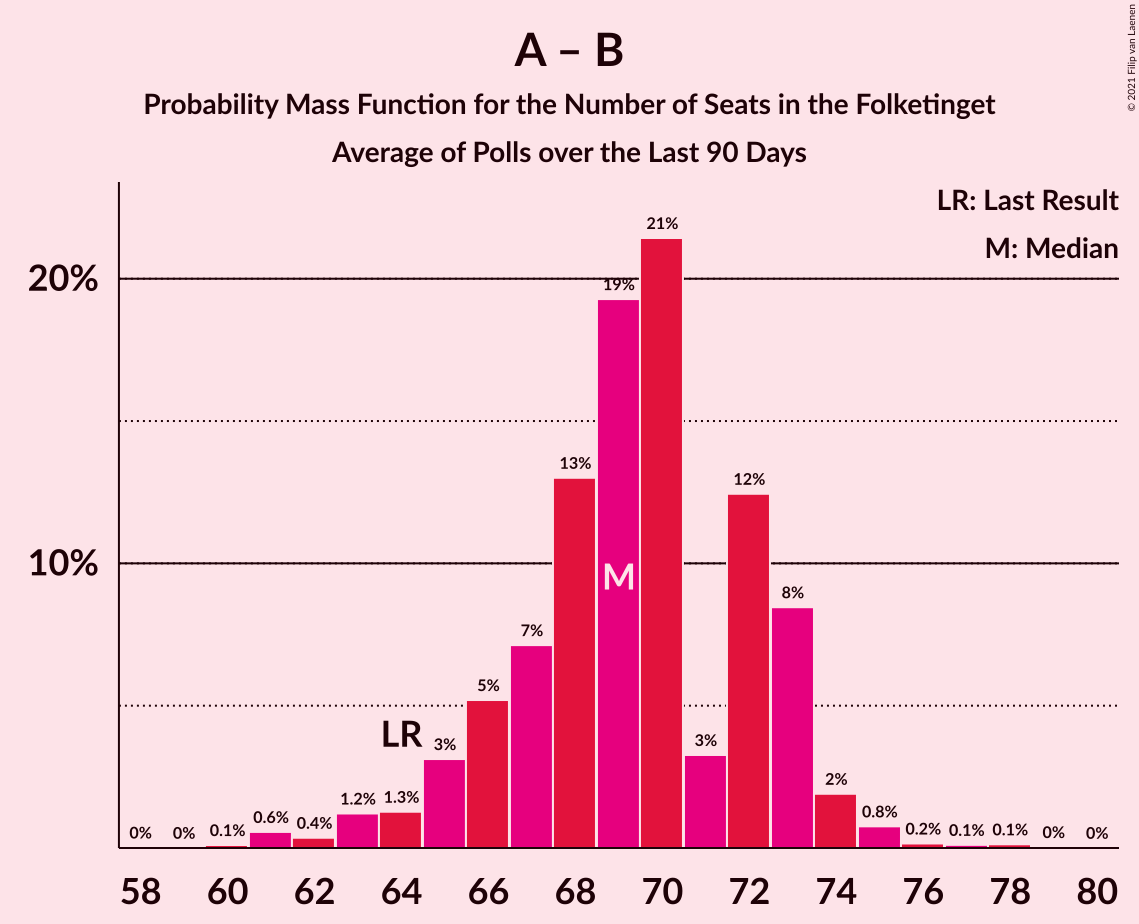 A – B
Probability Mass Function for the Number of Seats in the Folketinget
Average of Polls over the Last 90 Days
© 2021 Filip van Laenen
LR: Last Result
M: Median
20%
10%
0%
0%
0.1%
0.6%
0.4%
1.2%
1.3%
3%
5%
7%
13%
19%
21%
3%
12%
8%
2%
0.8%
0.2%
0.1%
0.1%
0%
0%
LR
M
58 60 62 64 66 68 70 72 74 76 78 80